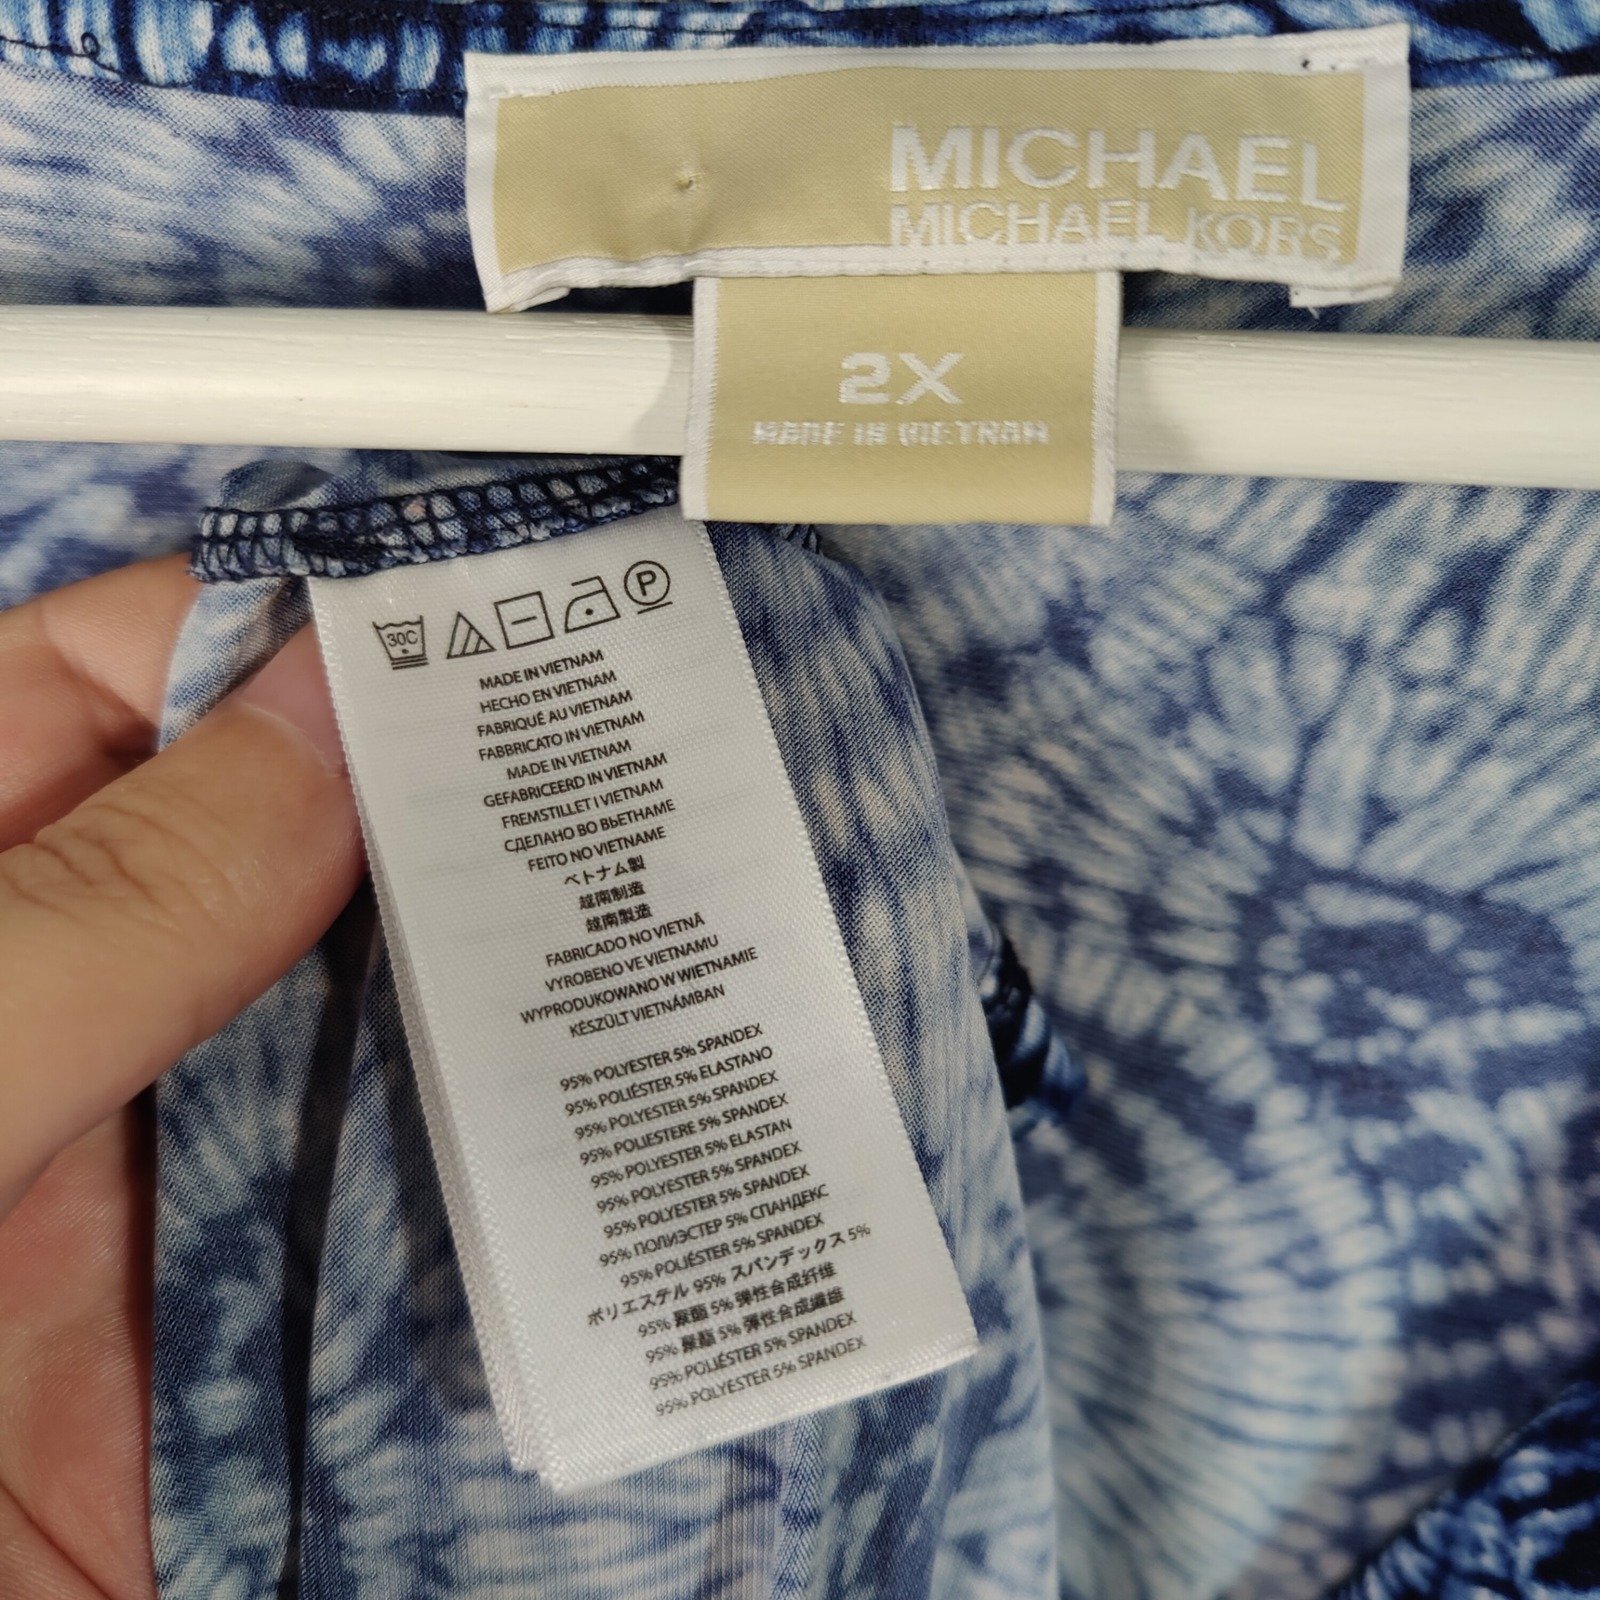 MICHAEL
MICHAEL KORS
2X
MADE IN VIETNAM
30C P
MADE IN VIETNAM
HECHO EN VIETNAM
FABRIQUÉ AU VIETNAM
FABBRICATO IN VIETNAM
MADE IN VIETNAM
GEFABRICEERD IN VIETNAM
FREMSTILLET I VIETNAM
СДЕЛАНО ВО ВЬЕТНАМЕ
FEITO NO VIETNAME
ベトナム製
越南制造
越南製造
FABRICADO NO VIETNÃ
VYROBENO VE VIETNAMU
WYPRODUKOWANO W WIETNAMIE
KÉSZÜLT VIETNÁMBAN
95% POLYESTER 5% SPANDEX
95% POLIÉSTER 5% ELASTANO
95% POLYESTER 5% SPANDEX
95% POLIESTERE 5% SPANDEX
95% POLYESTER 5% ELASTAN
95% POLYESTER 5% SPANDEX
95% POLYESTER 5% SPANDEX
95% ПОЛИЭСТЕР 5% СПАНДЕКС
95% POLIÉSTER 5% SPANDEX
ポリエステル 95% スパンデックス 5%
95% 聚酯 5% 弹性合成纤维
95% 聚酯 5% 彈性合成纖維
95% POLIÉSTER 5% SPANDEX
95% POLYESTER 5% SPANDEX